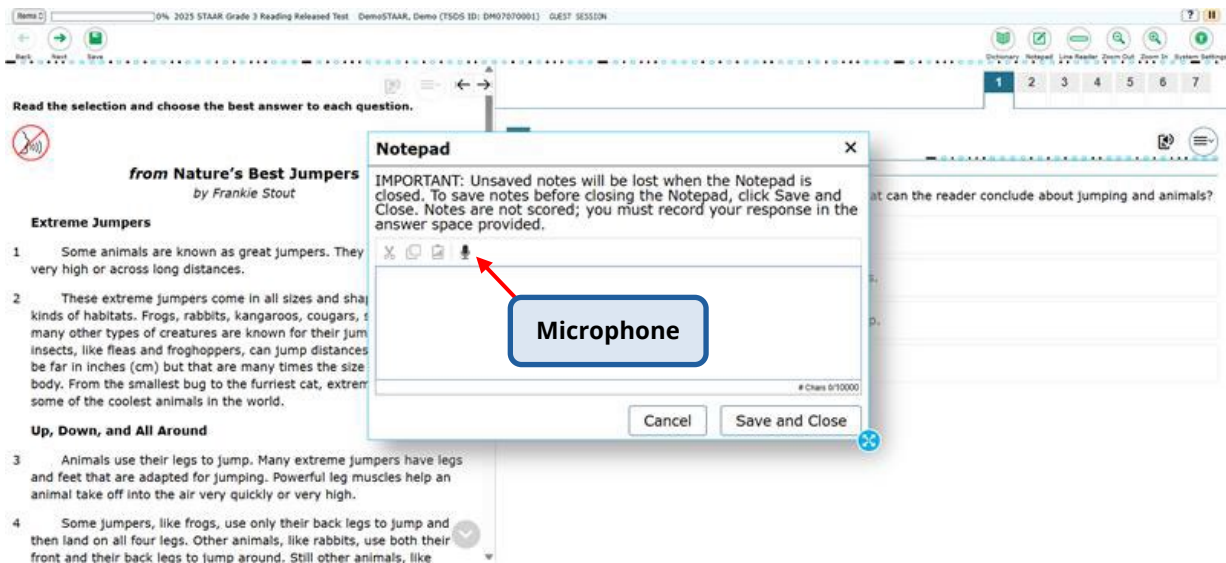 Items
0% 2025 STAAR Grade 3 Reading Released Test DemoSTAAR, Demo (TSDS ID: DM07070001) GUEST SESSION
?
Back Next Save
Dictionary Notepad Line Reader Zoom Out Zoom In System Settings
1 2 3 4 5 6 7
Read the selection and choose the best answer to each question.
from Nature's Best Jumpers
by Frankie Stout
Extreme Jumpers
1 Some animals are known as great jumpers. They
very high or across long distances.
2 These extreme jumpers come in all sizes and
kinds of habitats. Frogs, rabbits, kangaroos, cougars,
many other types of creatures are known for their
insects, like fleas and froghoppers, can jump distances
be far in inches (cm) but that are many times the size
body. From the smallest bug to the furriest cat,
some of the coolest animals in the world.
Up, Down, and All Around
3 Animals use their legs to jump. Many extreme jumpers have legs
and feet that are adapted for jumping. Powerful leg muscles help an
animal take off into the air very quickly or very high.
4 Some jumpers, like frogs, use only their back legs to jump and
then land on all four legs. Other animals, like rabbits, use both their
front and their back legs to jump around. Still other animals, like
Notepad
IMPORTANT: Unsaved notes will be lost when the Notepad is
closed. To save notes before closing the Notepad, click Save and
Close. Notes are not scored; you must record your response in the
answer space provided.
Microphone
# Chars 0/10000
Cancel Save and Close
at can the reader conclude about jumping and animals?
s.
p.